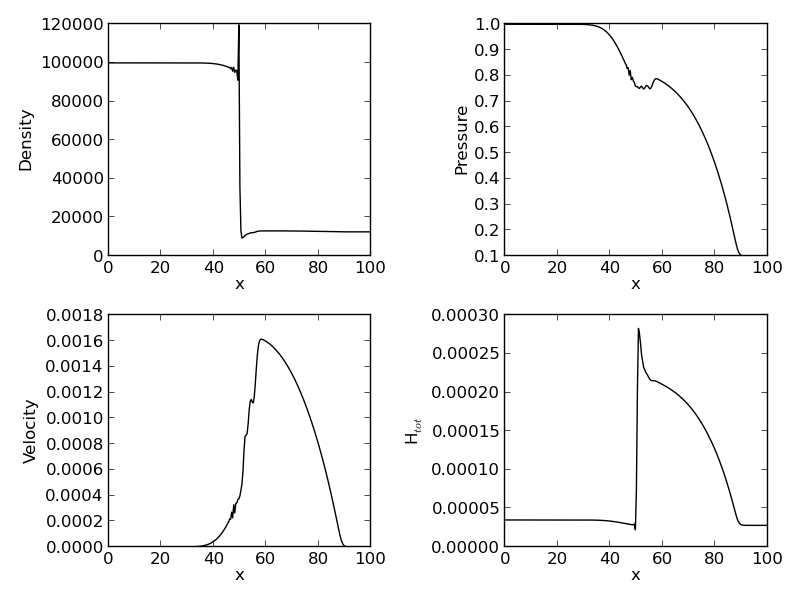 120000
100000
80000
60000
40000
20000
0
Density
0 20 40 60 80 100
x
1.0
0.9
0.8
0.7
0.6
0.5
0.4
0.3
0.2
0.1
Pressure
0 20 40 60 80 100
x
0.0018
0.0016
0.0014
0.0012
0.0010
0.0008
0.0006
0.0004
0.0002
0.0000
Velocity
0 20 40 60 80 100
x
0.00030
0.00025
0.00020
0.00015
0.00010
0.00005
0.00000
H_tot
0 20 40 60 80 100
x